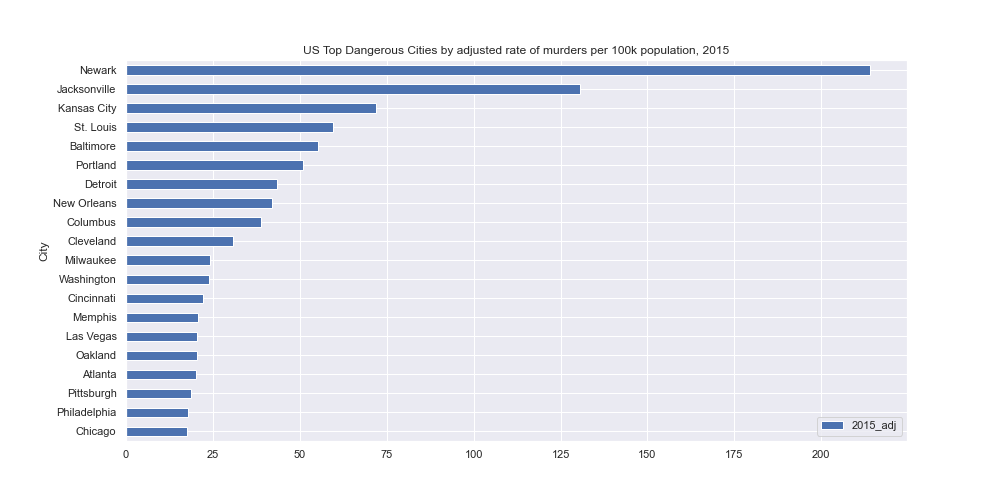 US Top Dangerous Cities by adjusted rate of murders per 100k population, 2015
City
Newark
Jacksonville
Kansas City
St. Louis
Baltimore
Portland
Detroit
New Orleans
Columbus
Cleveland
Milwaukee
Washington
Cincinnati
Memphis
Las Vegas
Oakland
Atlanta
Pittsburgh
Philadelphia
Chicago
2015_adj
0 25 50 75 100 125 150 175 200